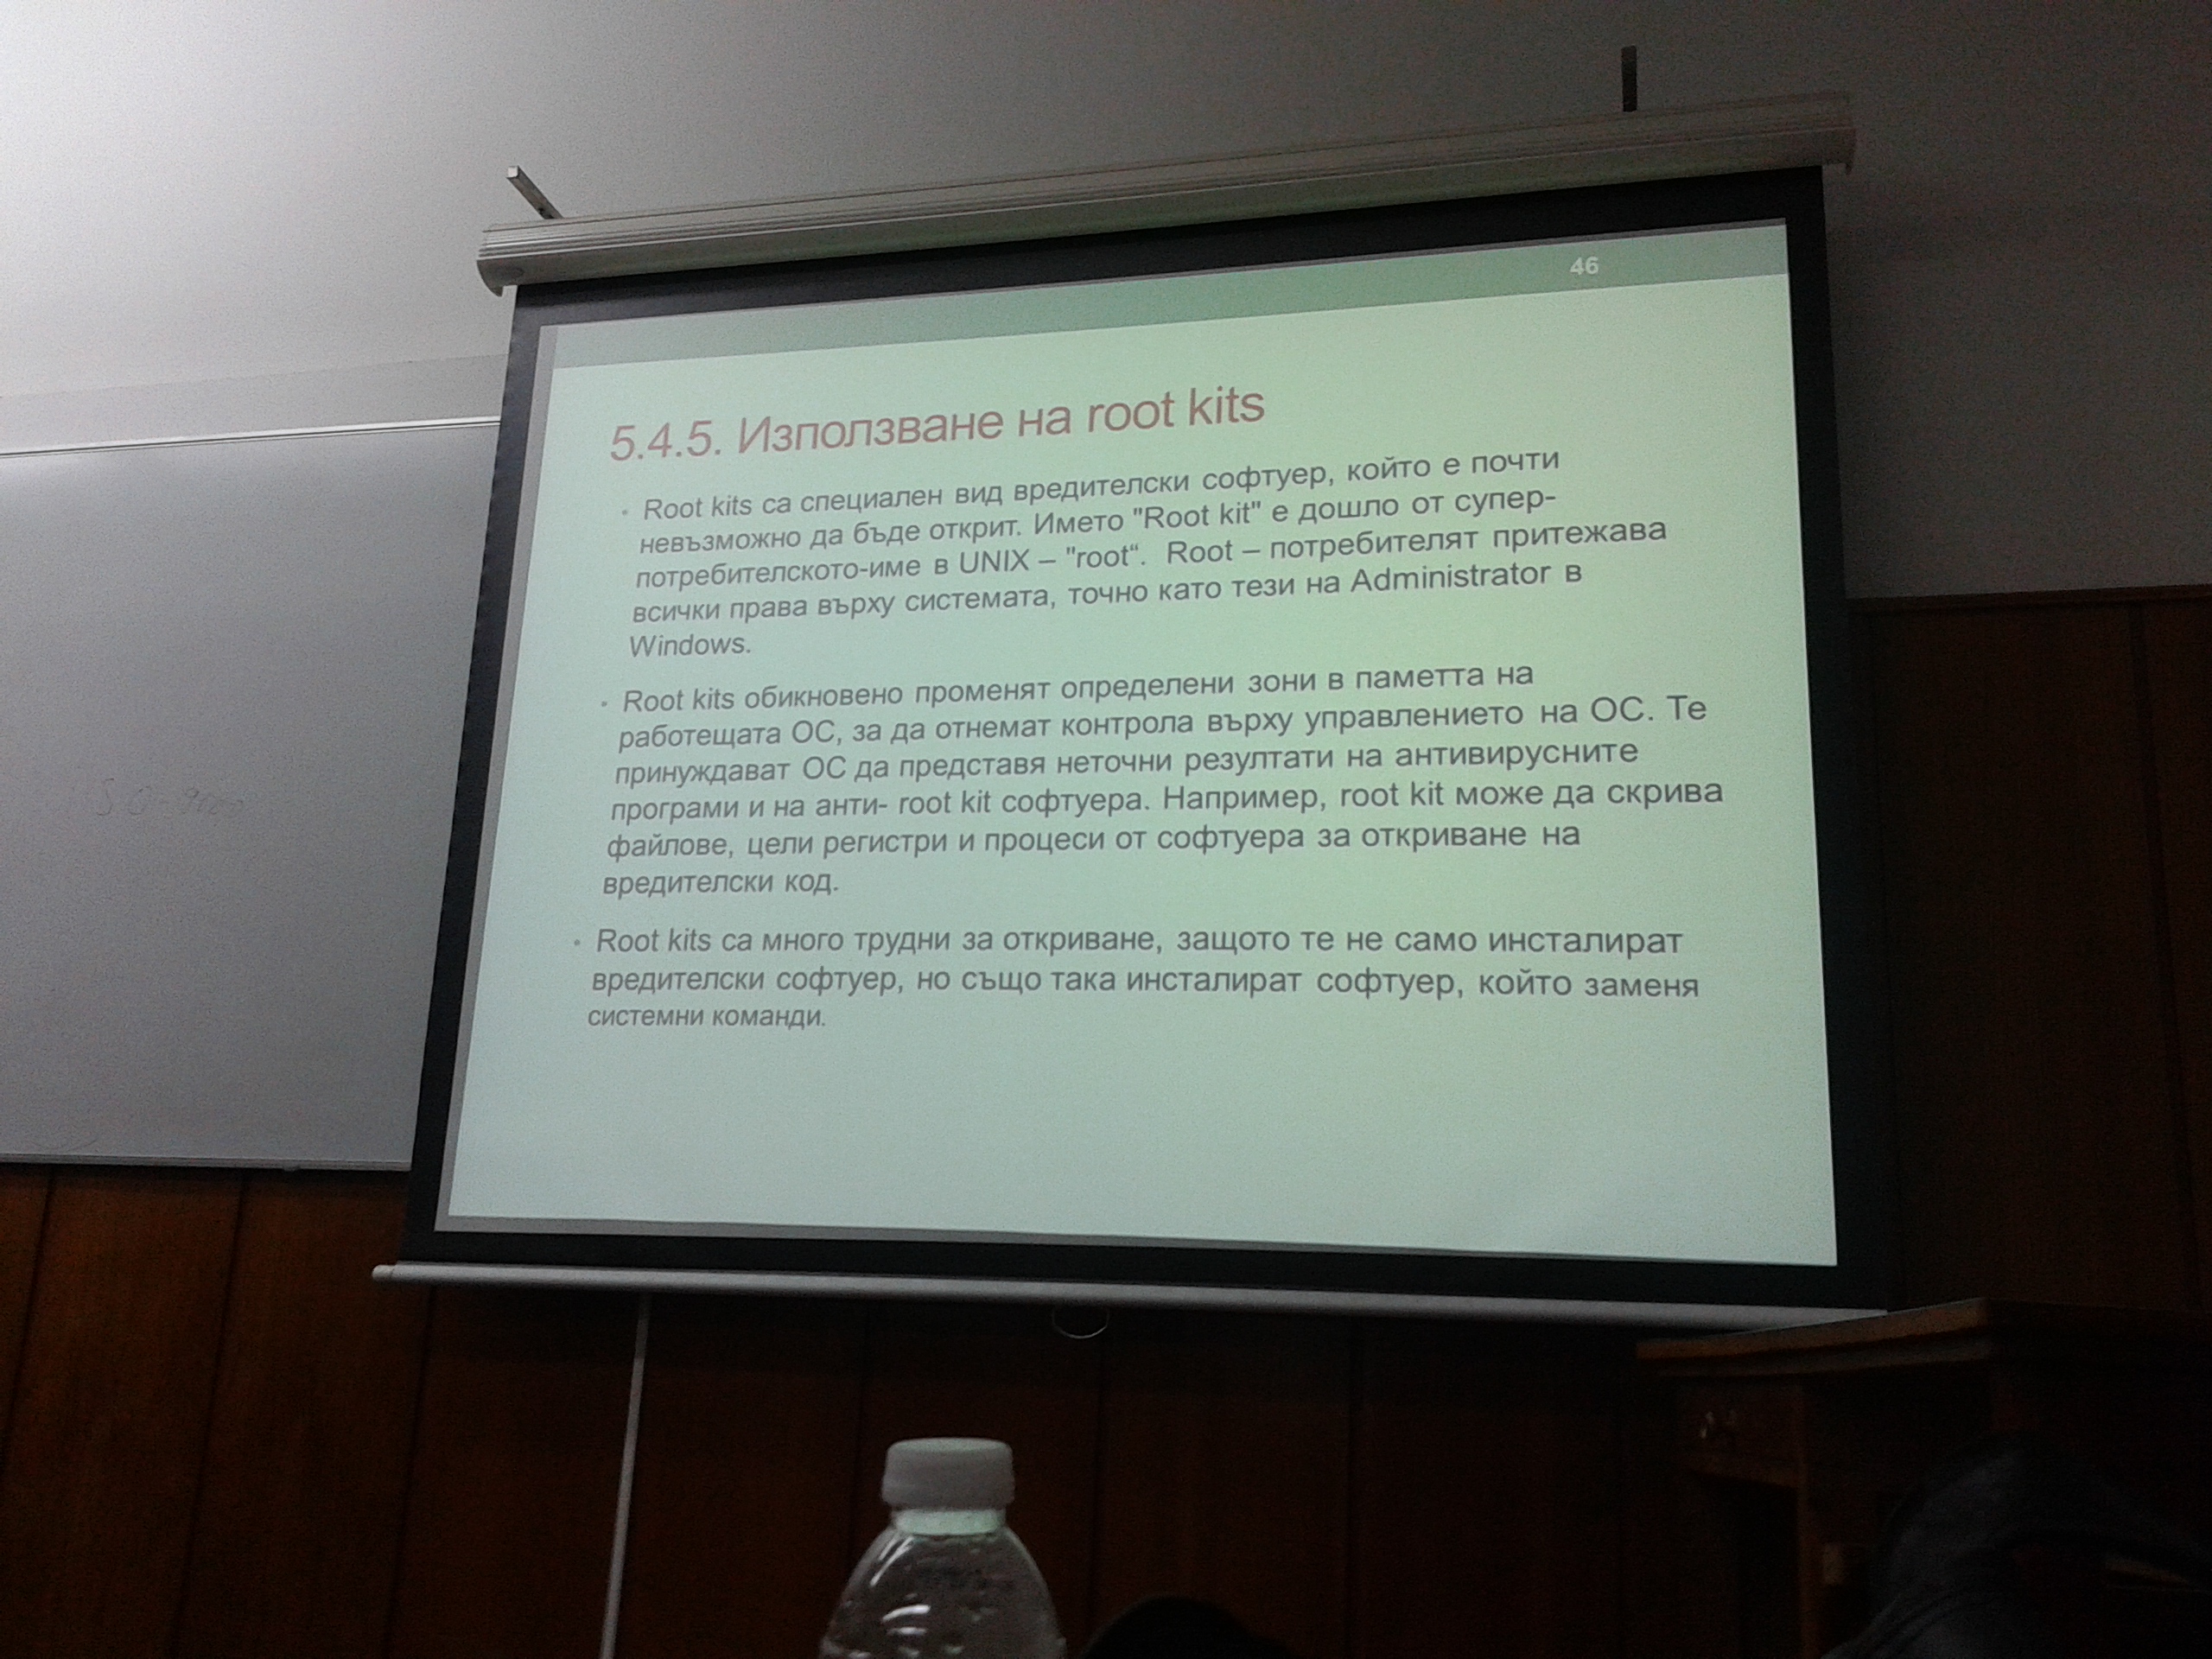 46
5.4.5. Използване на root kits
Root kits са специален вид вредителски софтуер, който е почти
невъзможно да бъде открит. Името "Root kit" е дошло от супер-
потребителското-име в UNIX – "root“. Root – потребителят притежава
всички права върху системата, точно като тези на Administrator в
Windows.
Root kits обикновено променят определени зони в паметта на
работещата ОС, за да отнемат контрола върху управлението на ОС. Те
принуждават ОС да представя неточни резултати на антивирусните
програми и на анти- root kit софтуера. Например, root kit може да скрива
файлове, цели регистри и процеси от софтуера за откриване на
вредителски код.
Root kits са много трудни за откриване, защото те не само инсталират
вредителски софтуер, но също така инсталират софтуер, който заменя
системни команди.